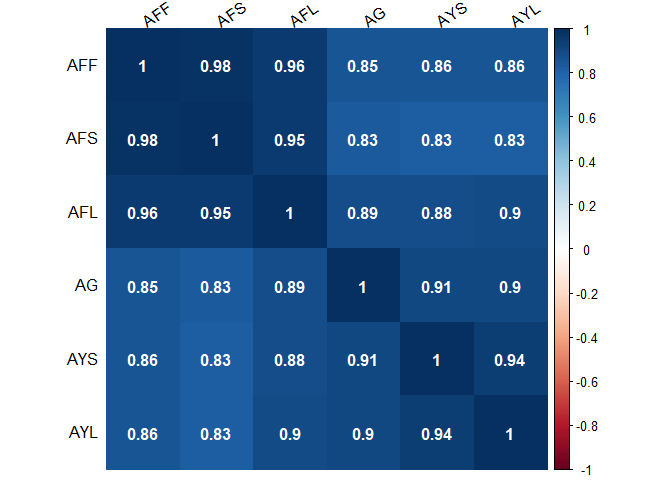 AFF AFS AFL AG AYS AYL
AFF 1 0.98 0.96 0.85 0.86 0.86
AFS 0.98 1 0.95 0.83 0.83 0.83
AFL 0.96 0.95 1 0.89 0.88 0.9
AG 0.85 0.83 0.89 1 0.91 0.9
AYS 0.86 0.83 0.88 0.91 1 0.94
AYL 0.86 0.83 0.9 0.9 0.94 1
1
0.8
0.6
0.4
0.2
0
-0.2
-0.4
-0.6
-0.8
-1